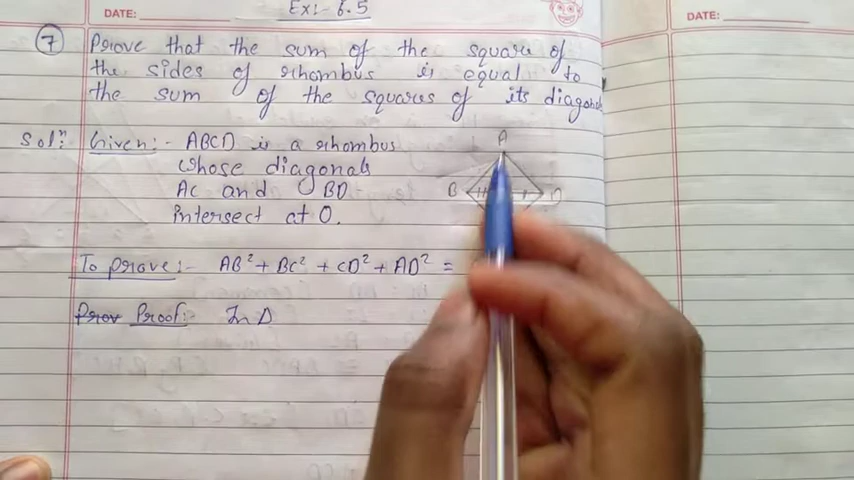 DATE:
Ex:- 6.5
DATE:
7 Prove that the sum of the square of
the sides of rhombus is equal to
the sum of the squares of its diagonals
Solⁿ: Given:- ABCD is a rhombus
whose diagonals
AC and BD
intersect at O.
A
B
D
To prove:- AB² + BC² + CD² + AD² =
Prov Proof:- In Δ